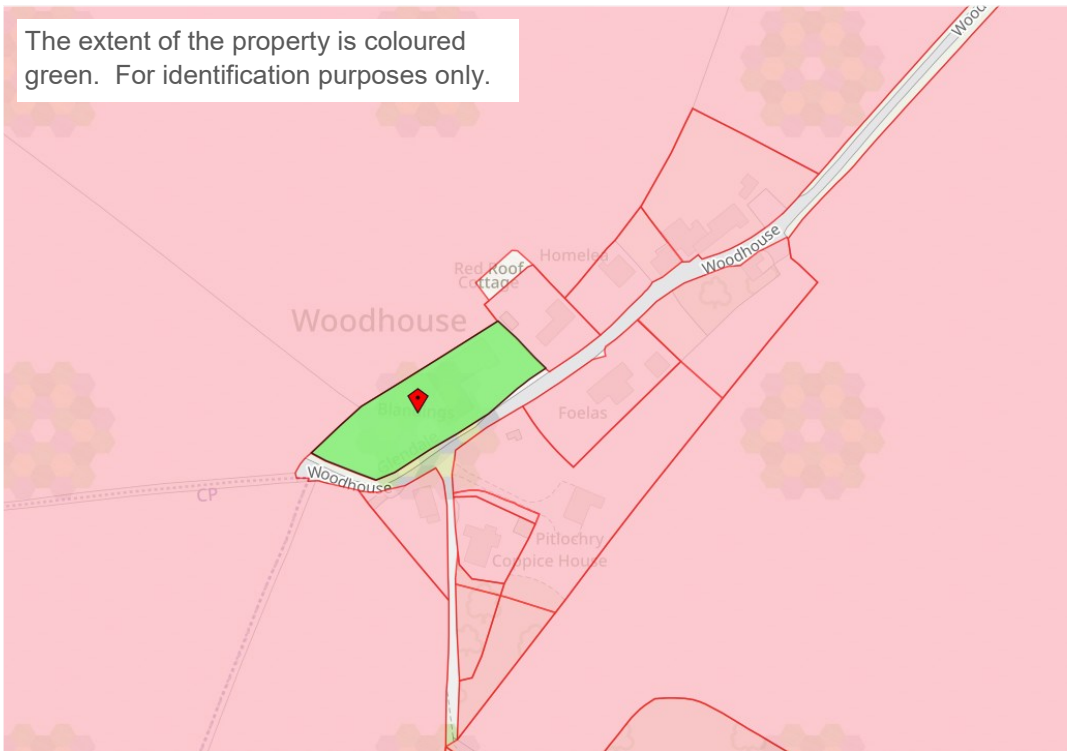 The extent of the property is coloured
green. For identification purposes only.
Wood
Woodhouse
Homelea
Red Roof
Cottage
Woodhouse
Foelas
Woodhouse
CP
Pitlochry
Coppice House